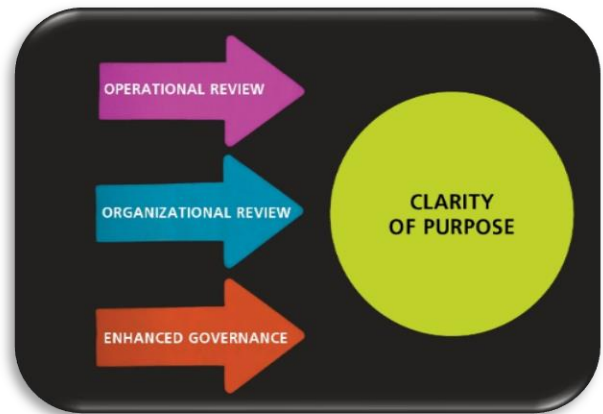 OPERATIONAL REVIEW
ORGANIZATIONAL REVIEW
ENHANCED GOVERNANCE
CLARITY
OF PURPOSE